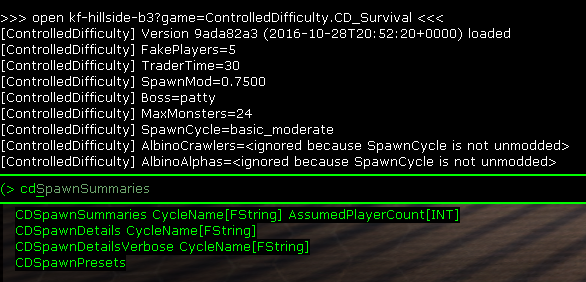 >>> open kf-hillside-b3?game=ControlledDifficulty.CD_Survival <<<
[ControlledDifficulty] Version 9ada82a3 (2016-10-28T20:52:20+0000) loaded
[ControlledDifficulty] FakePlayers=5
[ControlledDifficulty] TraderTime=30
[ControlledDifficulty] SpawnMod=0.7500
[ControlledDifficulty] Boss=patty
[ControlledDifficulty] MaxMonsters=24
[ControlledDifficulty] SpawnCycle=basic_moderate
[ControlledDifficulty] AlbinoCrawlers=<ignored because SpawnCycle is not unmodded>
[ControlledDifficulty] AlbinoAlphas=<ignored because SpawnCycle is not unmodded>
(> cd_SpawnSummaries
CDSpawnSummaries CycleName[FString] AssumedPlayerCount[INT]
CDSpawnDetails CycleName[FString]
CDSpawnDetailsVerbose CycleName[FString]
CDSpawnPresets